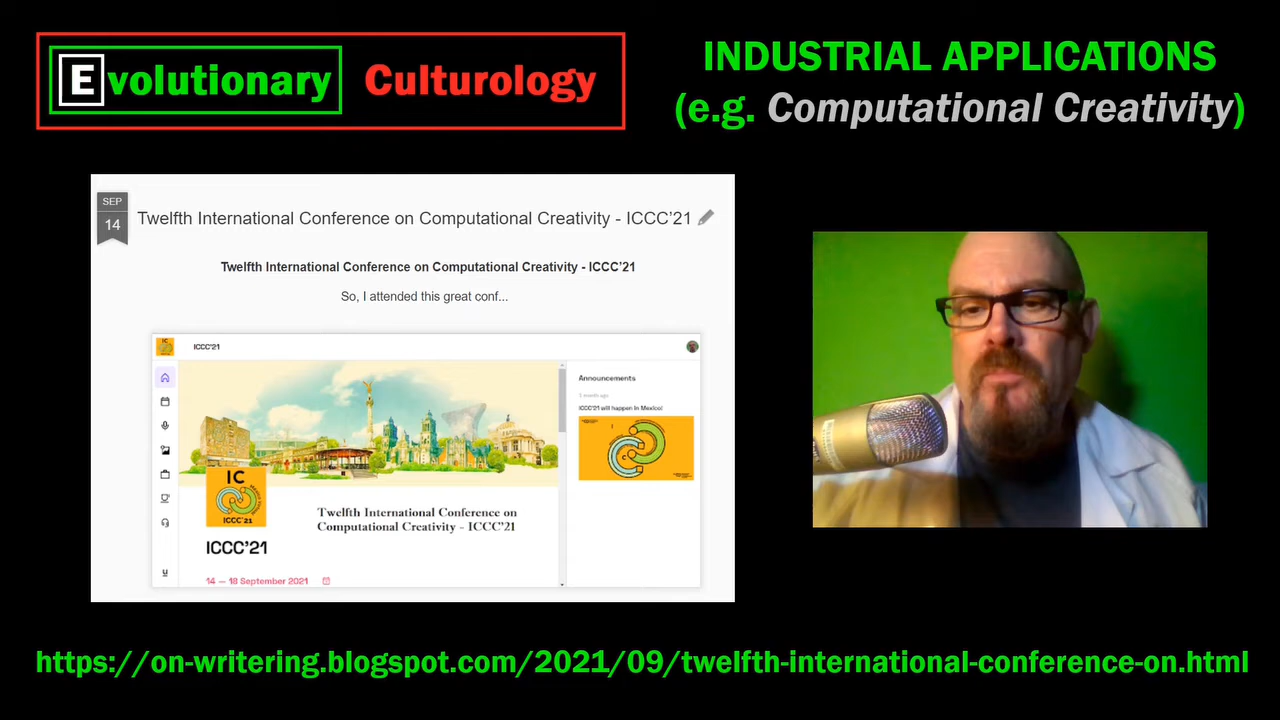 Evolutionary Culturology
INDUSTRIAL APPLICATIONS
(e.g. Computational Creativity)
SEP
14
Twelfth International Conference on Computational Creativity - ICCC'21
Twelfth International Conference on Computational Creativity - ICCC'21
So, I attended this great conf...
ICCC'21
Announcements
1 month ago
ICCC'21 will happen in Mexico!
IC
ICCC'21
Twelfth International Conference on
Computational Creativity - ICCC'21
ICCC'21
14 — 18 September 2021
https://on-writering.blogspot.com/2021/09/twelfth-international-conference-on.html